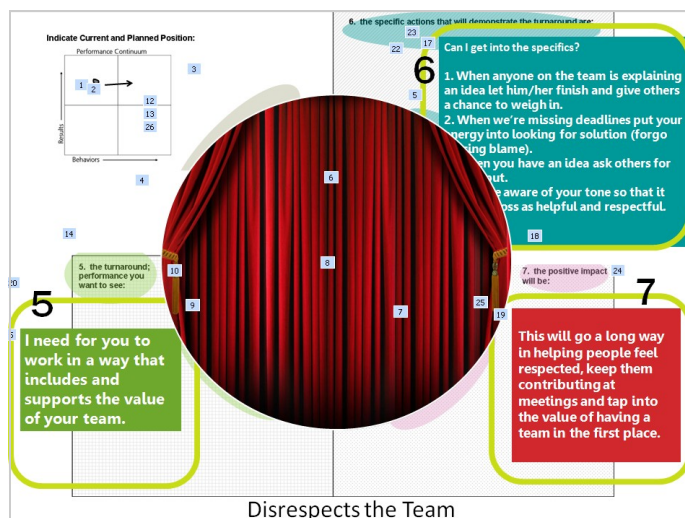 6. the specific actions that will demonstrate the turnaround are:
23
17
22
Indicate Current and Planned Position:
Performance Continuum
3
1
2
12
13
26
Results
Behaviors
4
14
6
Can I get into the specifics?
1. When anyone on the team is explaining
an idea let him/her finish and give others
a chance to weigh in.
2. When we're missing deadlines put your
energy into looking for solution (forgo
blame).
you have an idea ask others for
aware of your tone so that it
as helpful and respectful.
5
6
18
8
10
9
7
25
19
24
20
5. the turnaround;
performance you
want to see:
5
I need for you to
work in a way that
includes and
supports the value
of your team.
7. the positive impact
will be:
7
This will go a long way
in helping people feel
respected, keep them
contributing at
meetings and tap into
the value of having a
team in the first place.
Disrespects the Team